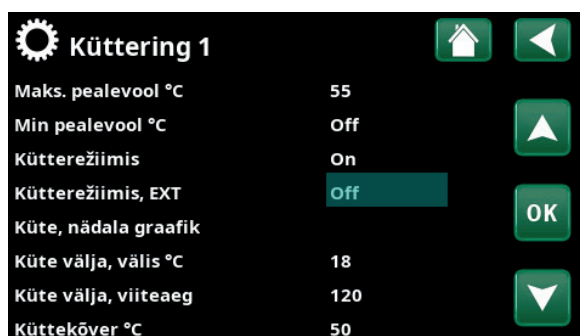 Küttering 1
Maks. pealevool °C 55
Min pealevool °C Off
Kütterežiimis On
Kütterežiimis, EXT Off
OK
Küte, nädala graafik
Küte välja, välis °C 18
Küte välja, viiteaeg 120
Küttekõver °C 50